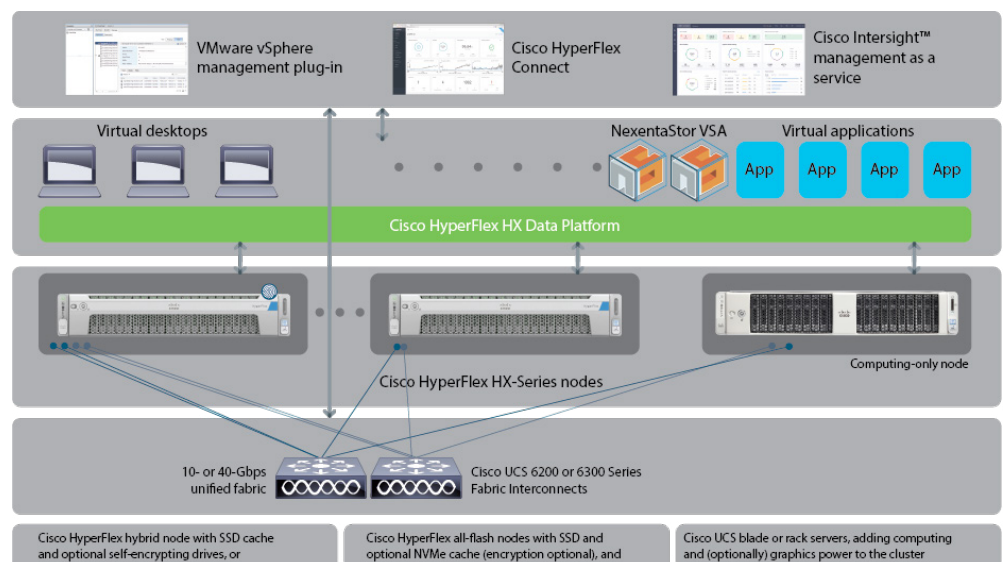 VMware vSphere
management plug-in
Cisco HyperFlex
Connect
Cisco Intersight™
management as a
service
Virtual desktops
NexentaStor VSA
Virtual applications
App
App
App
App
Cisco HyperFlex HX Data Platform
Computing-only node
Cisco HyperFlex HX-Series nodes
10- or 40-Gbps
unified fabric
Cisco UCS 6200 or 6300 Series
Fabric Interconnects
Cisco HyperFlex hybrid node with SSD cache
and optional self-encrypting drives, or
Cisco HyperFlex all-flash nodes with SSD and
optional NVMe cache (encryption optional), and
Cisco UCS blade or rack servers, adding computing
and (optionally) graphics power to the cluster